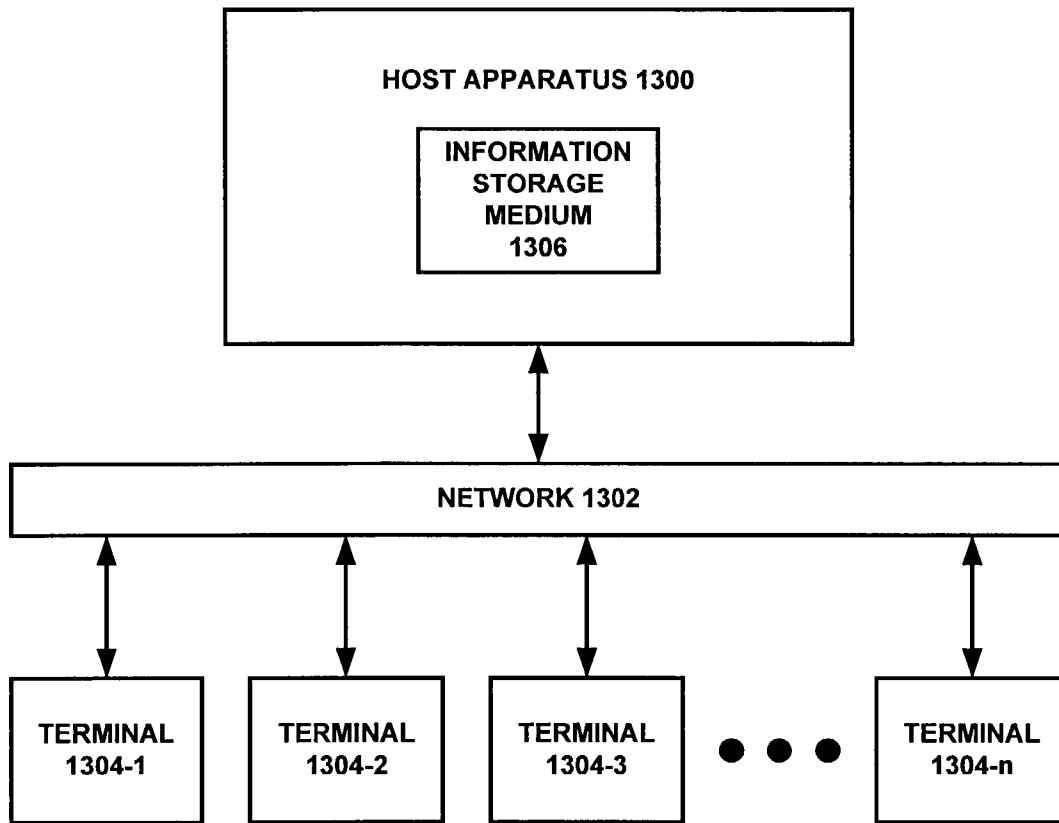 HOST APPARATUS 1300
INFORMATION
STORAGE
MEDIUM
1306
NETWORK 1302
TERMINAL
1304-1
TERMINAL
1304-2
TERMINAL
1304-3
TERMINAL
1304-n